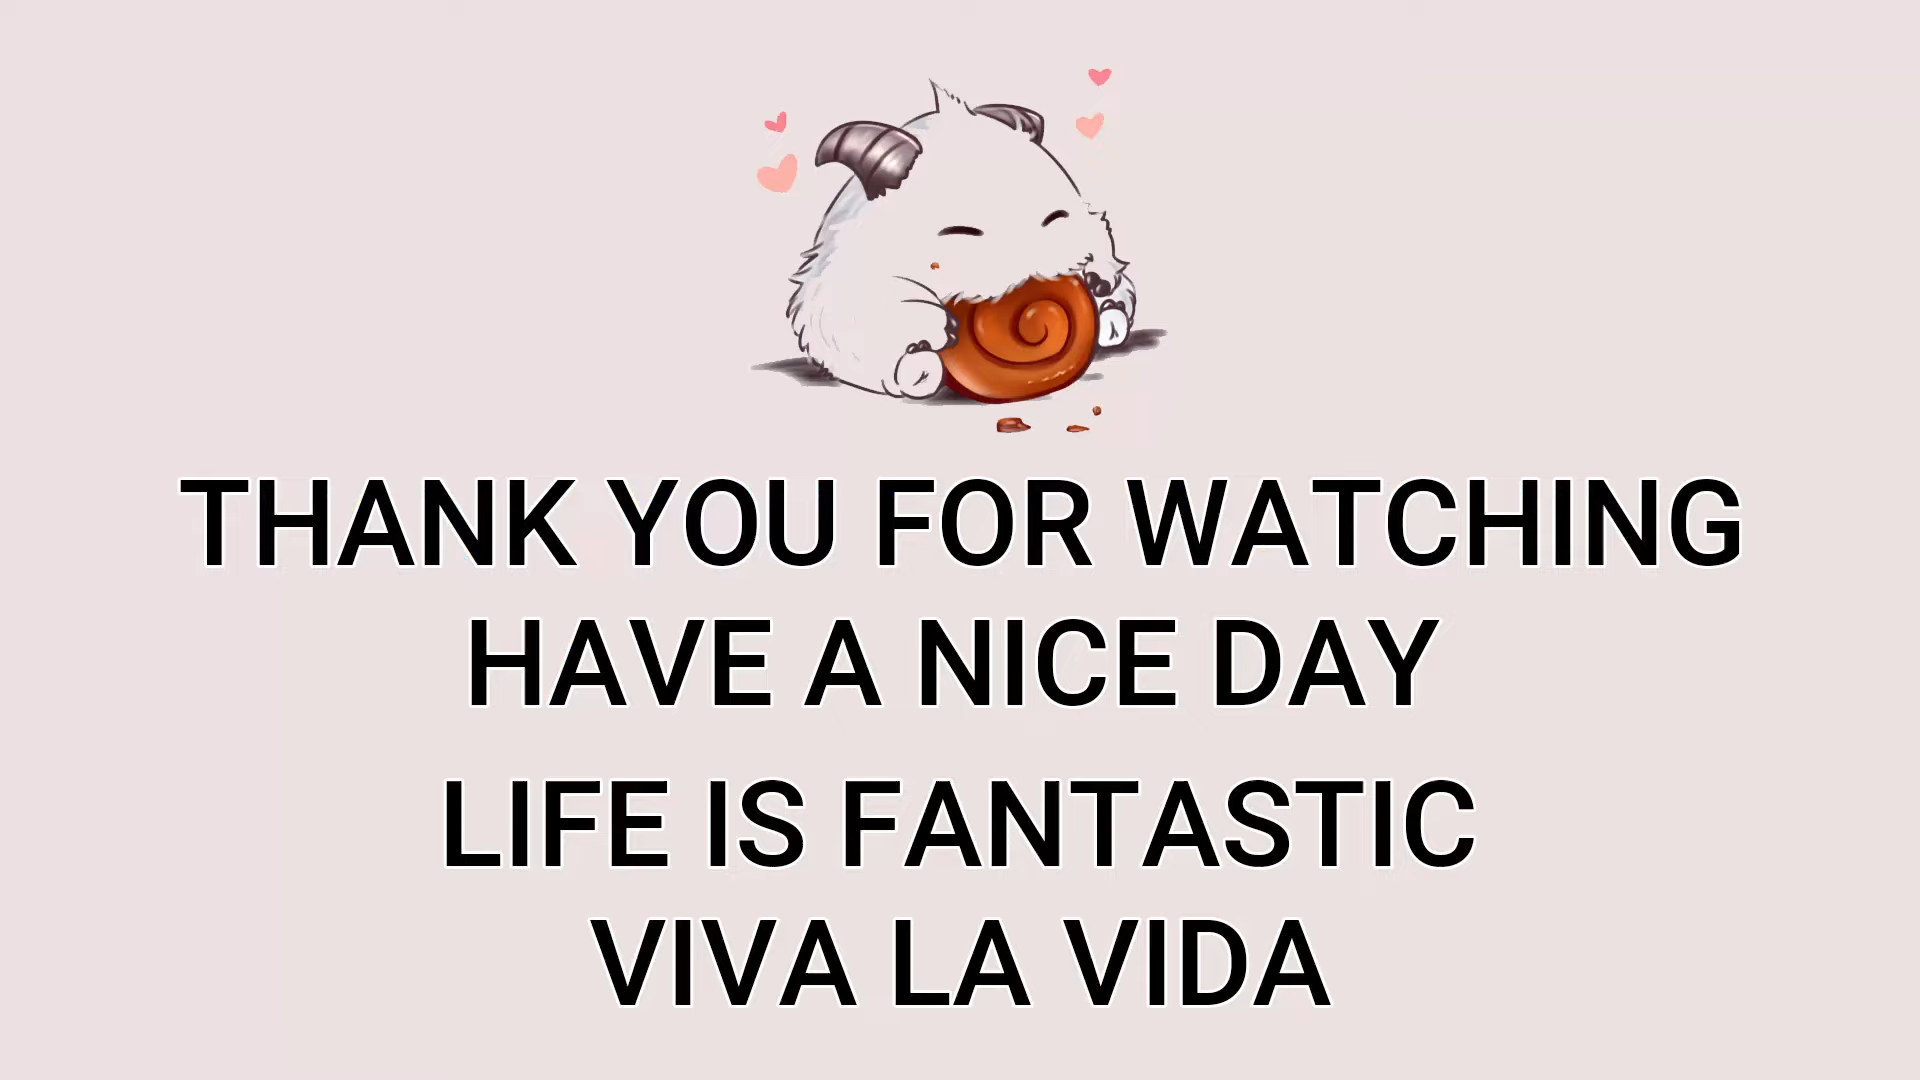 THANK YOU FOR WATCHING
HAVE A NICE DAY
LIFE IS FANTASTIC
VIVA LA VIDA